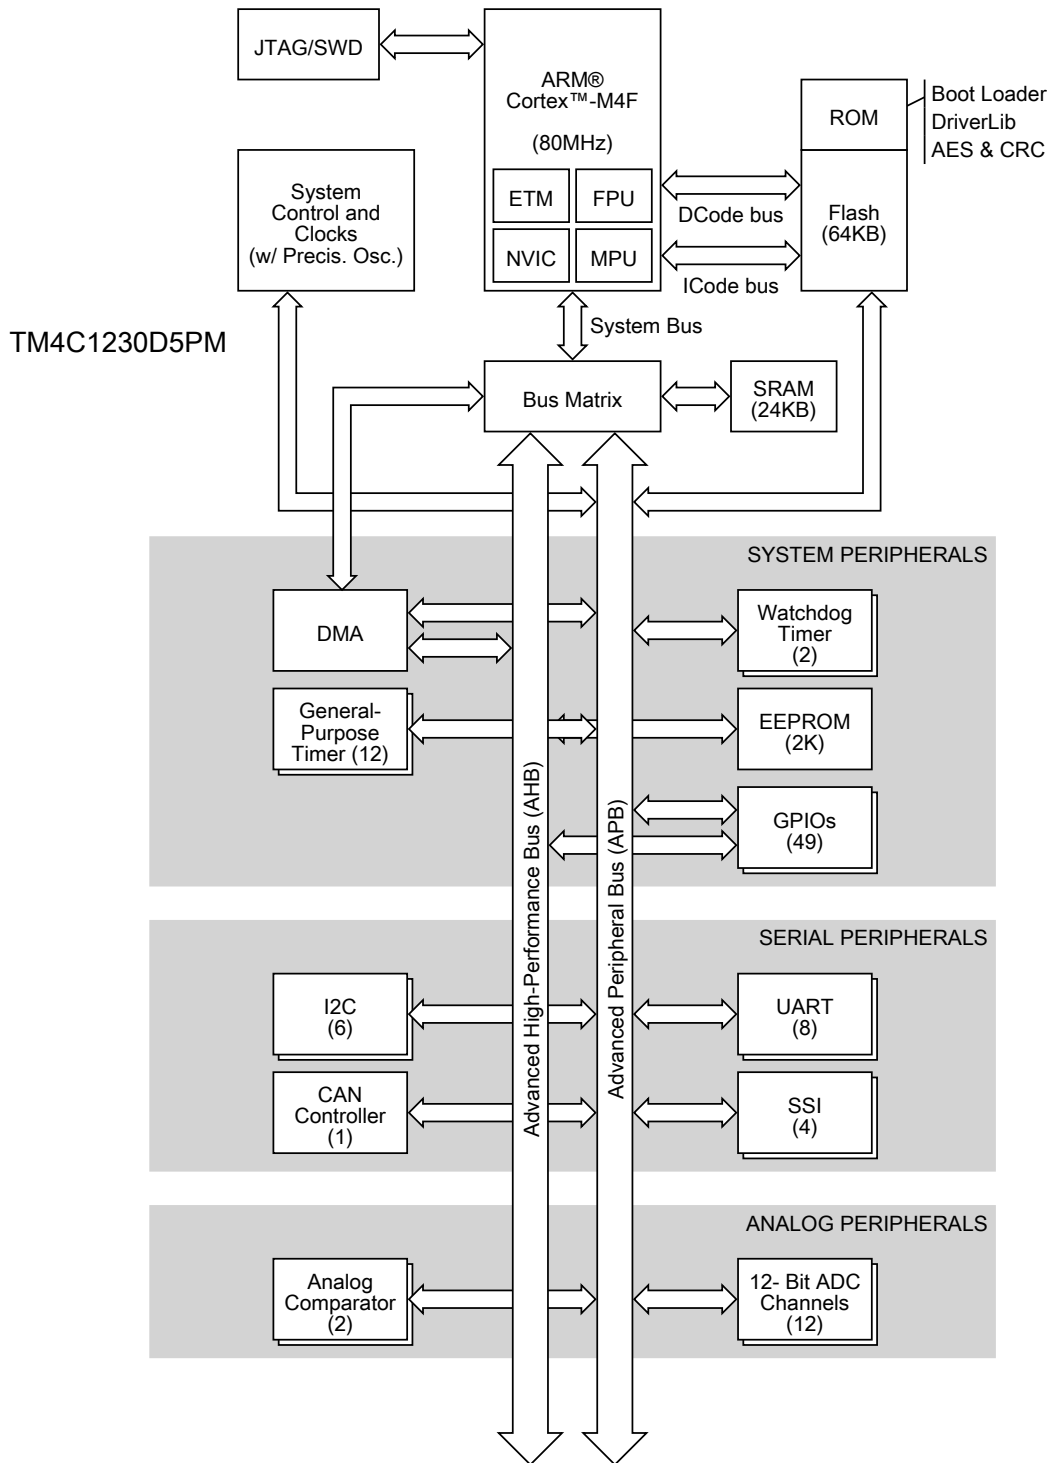 JTAG/SWD
ARM®
Cortex™-M4F
(80MHz)
ETM
FPU
NVIC
MPU
ROM
Boot Loader
DriverLib
AES & CRC
Flash
(64KB)
DCode bus
ICode bus
System
Control and
Clocks
(w/ Precis. Osc.)
TM4C1230D5PM
System Bus
Bus Matrix
SRAM
(24KB)
SYSTEM PERIPHERALS
DMA
Watchdog
Timer
(2)
General-
Purpose
Timer (12)
EEPROM
(2K)
GPIOs
(49)
Advanced High-Performance Bus (AHB)
Advanced Peripheral Bus (APB)
SERIAL PERIPHERALS
I2C
(6)
UART
(8)
CAN
Controller
(1)
SSI
(4)
ANALOG PERIPHERALS
Analog
Comparator
(2)
12- Bit ADC
Channels
(12)